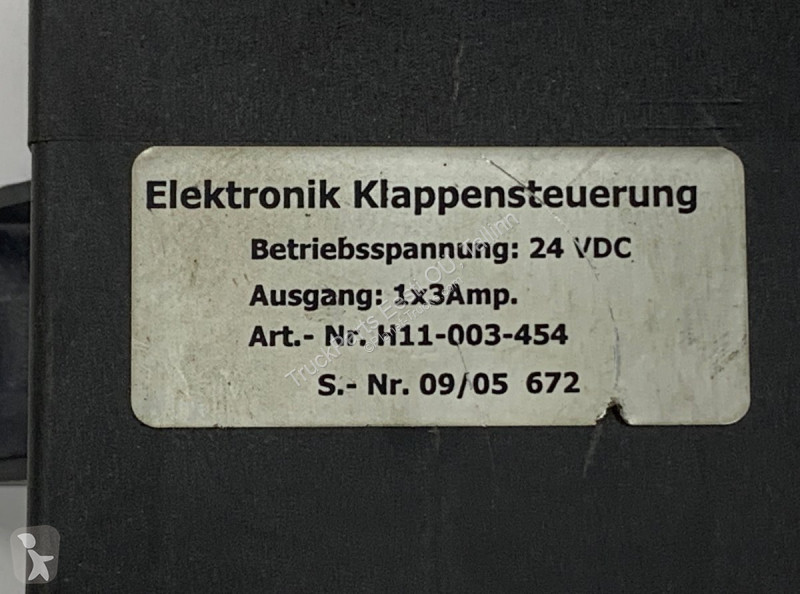 Elektronik Klappensteuerung
Betriebsspannung: 24 VDC
Ausgang: 1x3Amp.
Art.- Nr. H11-003-454
S.- Nr. 09/05 672